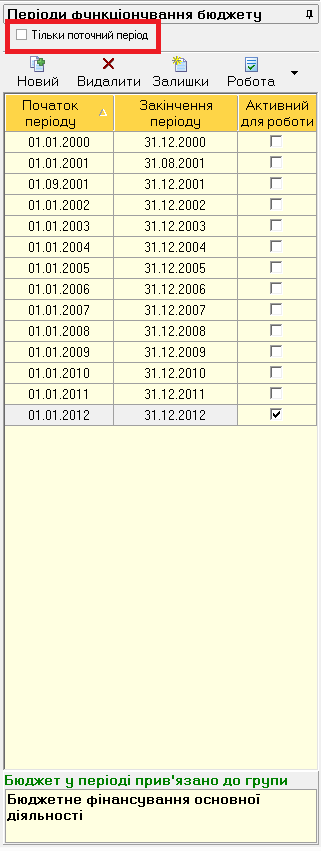 Періоди функціонування бюджету
Тільки поточний період
Новий Видалити Залишки Робота
Початок періоду Закінчення періоду Активний для роботи
01.01.2000 31.12.2000
01.01.2001 31.08.2001
01.09.2001 31.12.2001
01.01.2002 31.12.2002
01.01.2003 31.12.2003
01.01.2004 31.12.2004
01.01.2005 31.12.2005
01.01.2006 31.12.2006
01.01.2007 31.12.2007
01.01.2008 31.12.2008
01.01.2009 31.12.2009
01.01.2010 31.12.2010
01.01.2011 31.12.2011
01.01.2012 31.12.2012
Бюджет у періоді прив'язано до групи
Бюджетне фінансування основної
діяльності